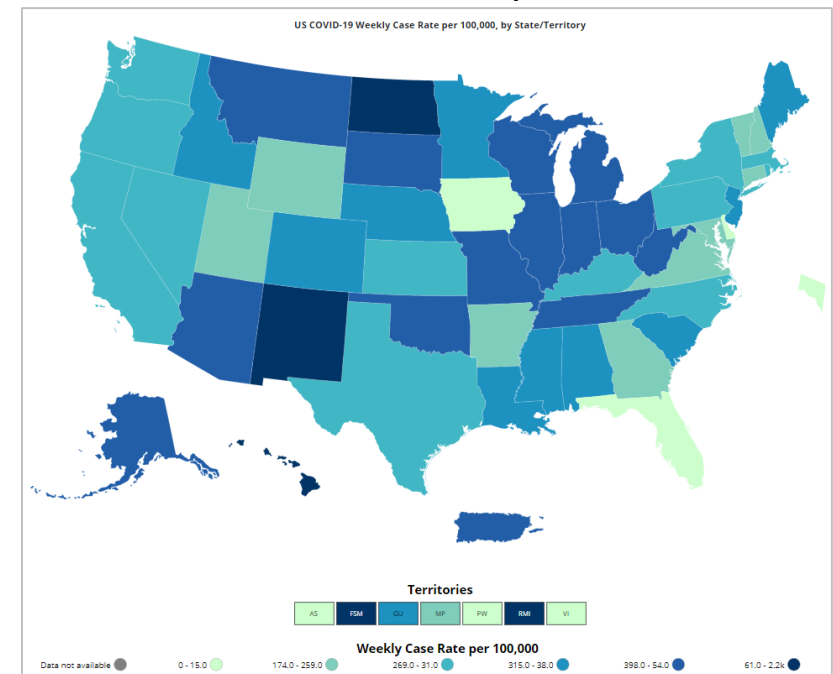 US COVID-19 Weekly Case Rate per 100,000, by State/Territory
Territories
AS FSM GU MP PW RMI VI
Weekly Case Rate per 100,000
Data not available 0 - 15.0 174.0 - 259.0 269.0 - 31.0 315.0 - 38.0 398.0 - 54.0 61.0 - 2.2k